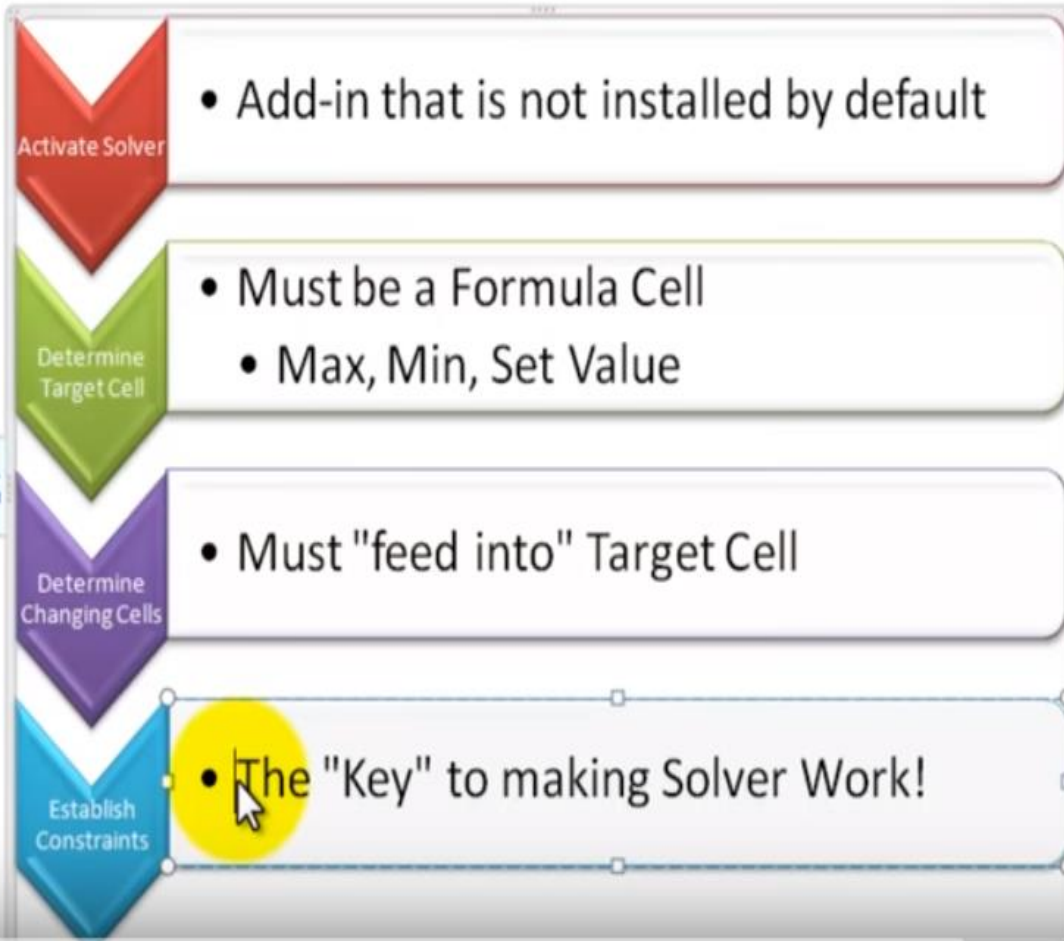 Activate Solver
• Add-in that is not installed by default
Determine
Target Cell
• Must be a Formula Cell
• Max, Min, Set Value
Determine
Changing Cells
• Must "feed into" Target Cell
Establish
Constraints
• The "Key" to making Solver Work!